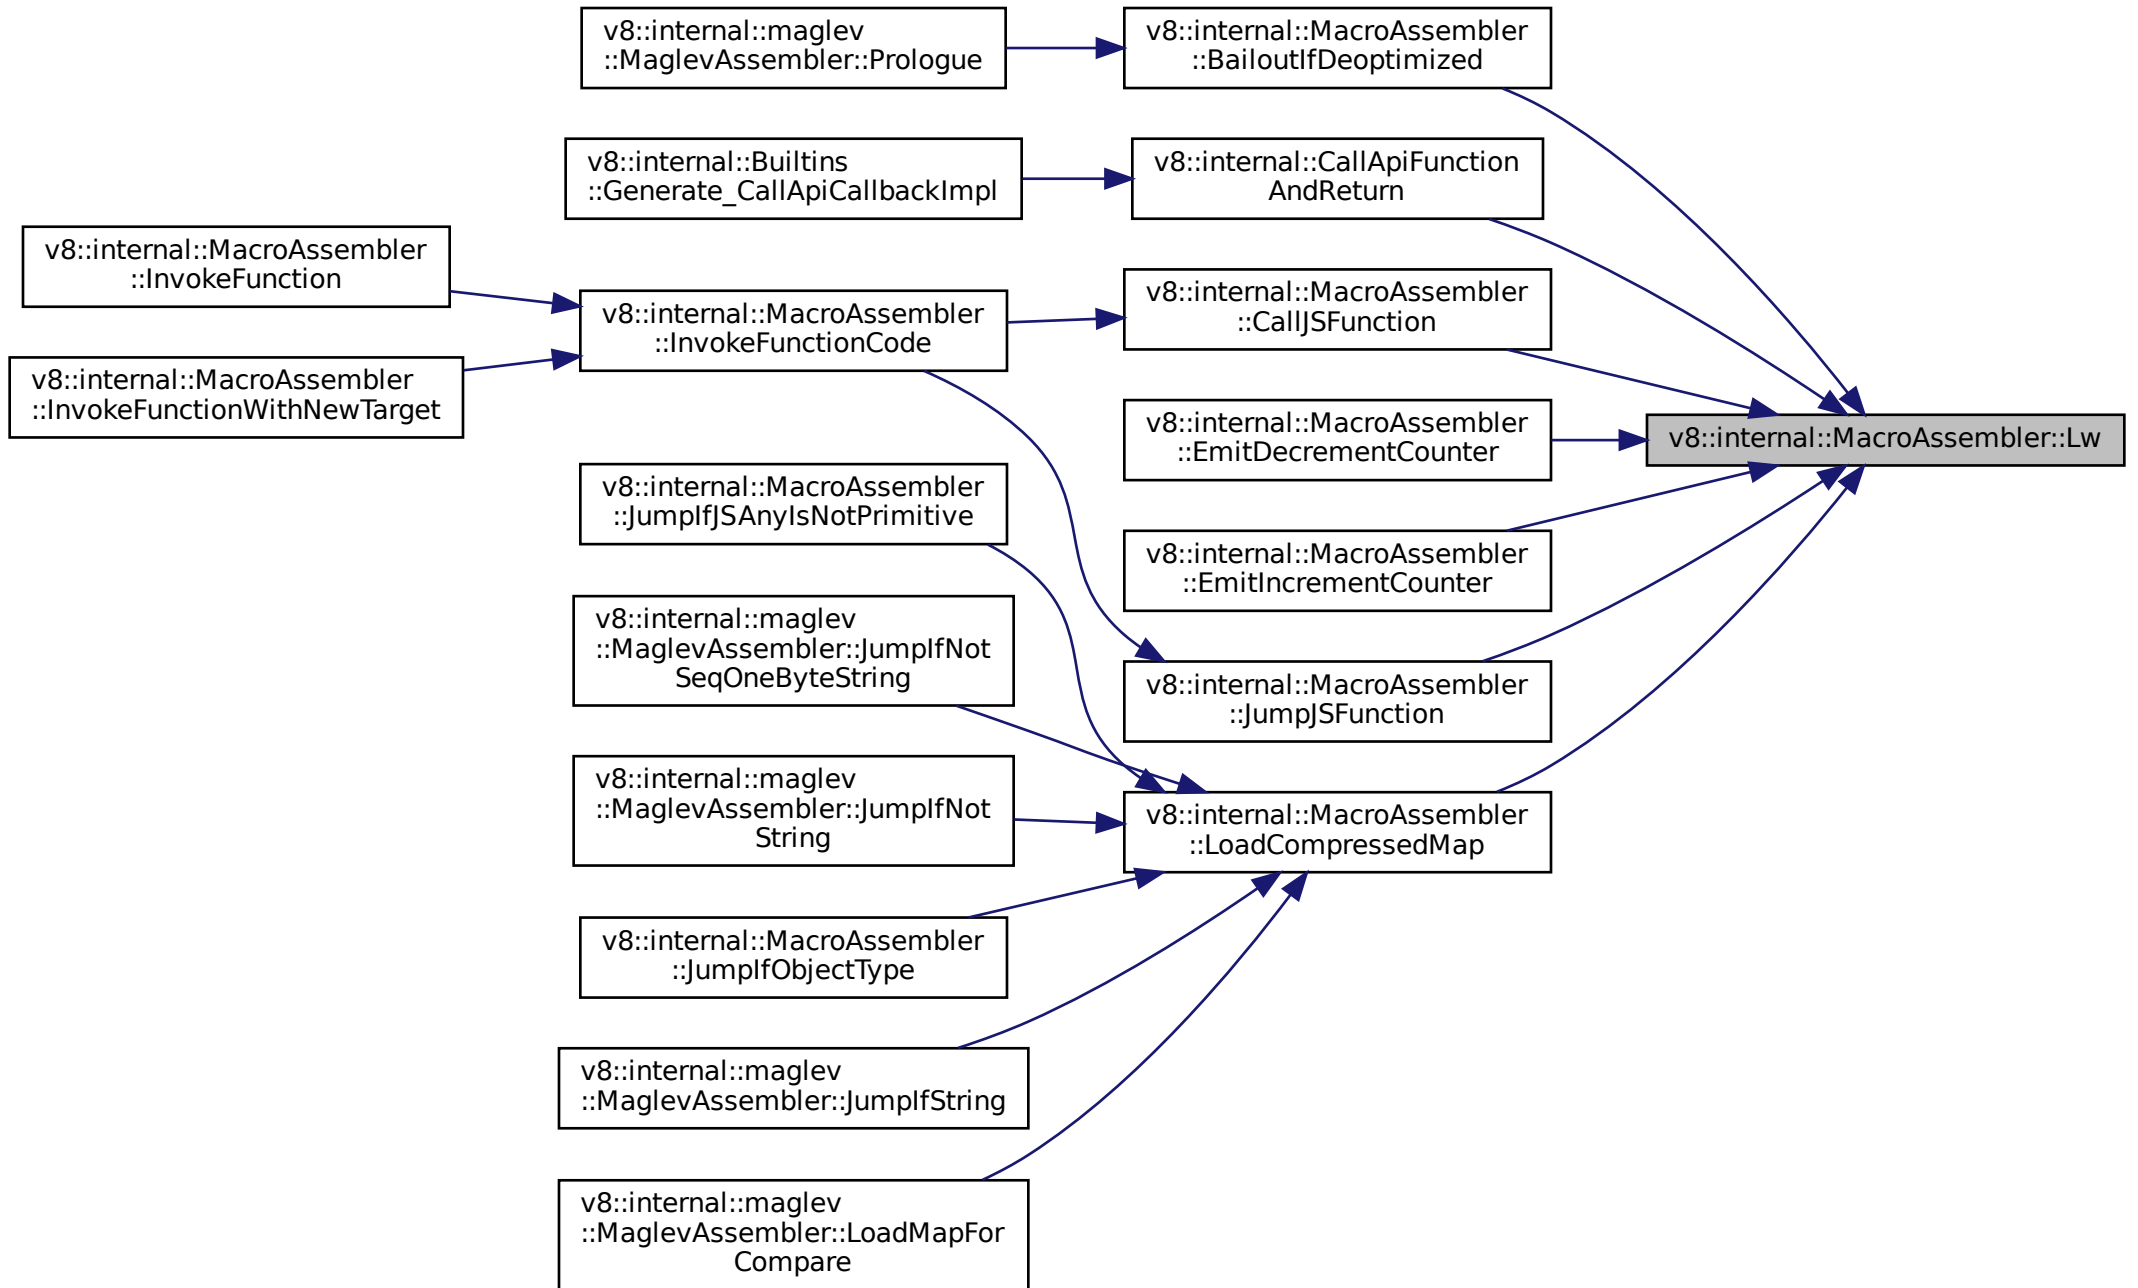 v8::internal::maglev
::MaglevAssembler::Prologue
v8::internal::MacroAssembler
::BailoutIfDeoptimized
v8::internal::Builtins
::Generate_CallApiCallbackImpl
v8::internal::CallApiFunction
AndReturn
v8::internal::MacroAssembler
::InvokeFunction
v8::internal::MacroAssembler
::InvokeFunctionCode
v8::internal::MacroAssembler
::CallJSFunction
v8::internal::MacroAssembler
::InvokeFunctionWithNewTarget
v8::internal::MacroAssembler
::EmitDecrementCounter
v8::internal::MacroAssembler::Lw
v8::internal::MacroAssembler
::JumpIfJSAnyIsNotPrimitive
v8::internal::MacroAssembler
::EmitIncrementCounter
v8::internal::maglev
::MaglevAssembler::JumpIfNot
SeqOneByteString
v8::internal::MacroAssembler
::JumpJSFunction
v8::internal::maglev
::MaglevAssembler::JumpIfNot
String
v8::internal::MacroAssembler
::LoadCompressedMap
v8::internal::MacroAssembler
::JumpIfObjectType
v8::internal::maglev
::MaglevAssembler::JumpIfString
v8::internal::maglev
::MaglevAssembler::LoadMapFor
Compare